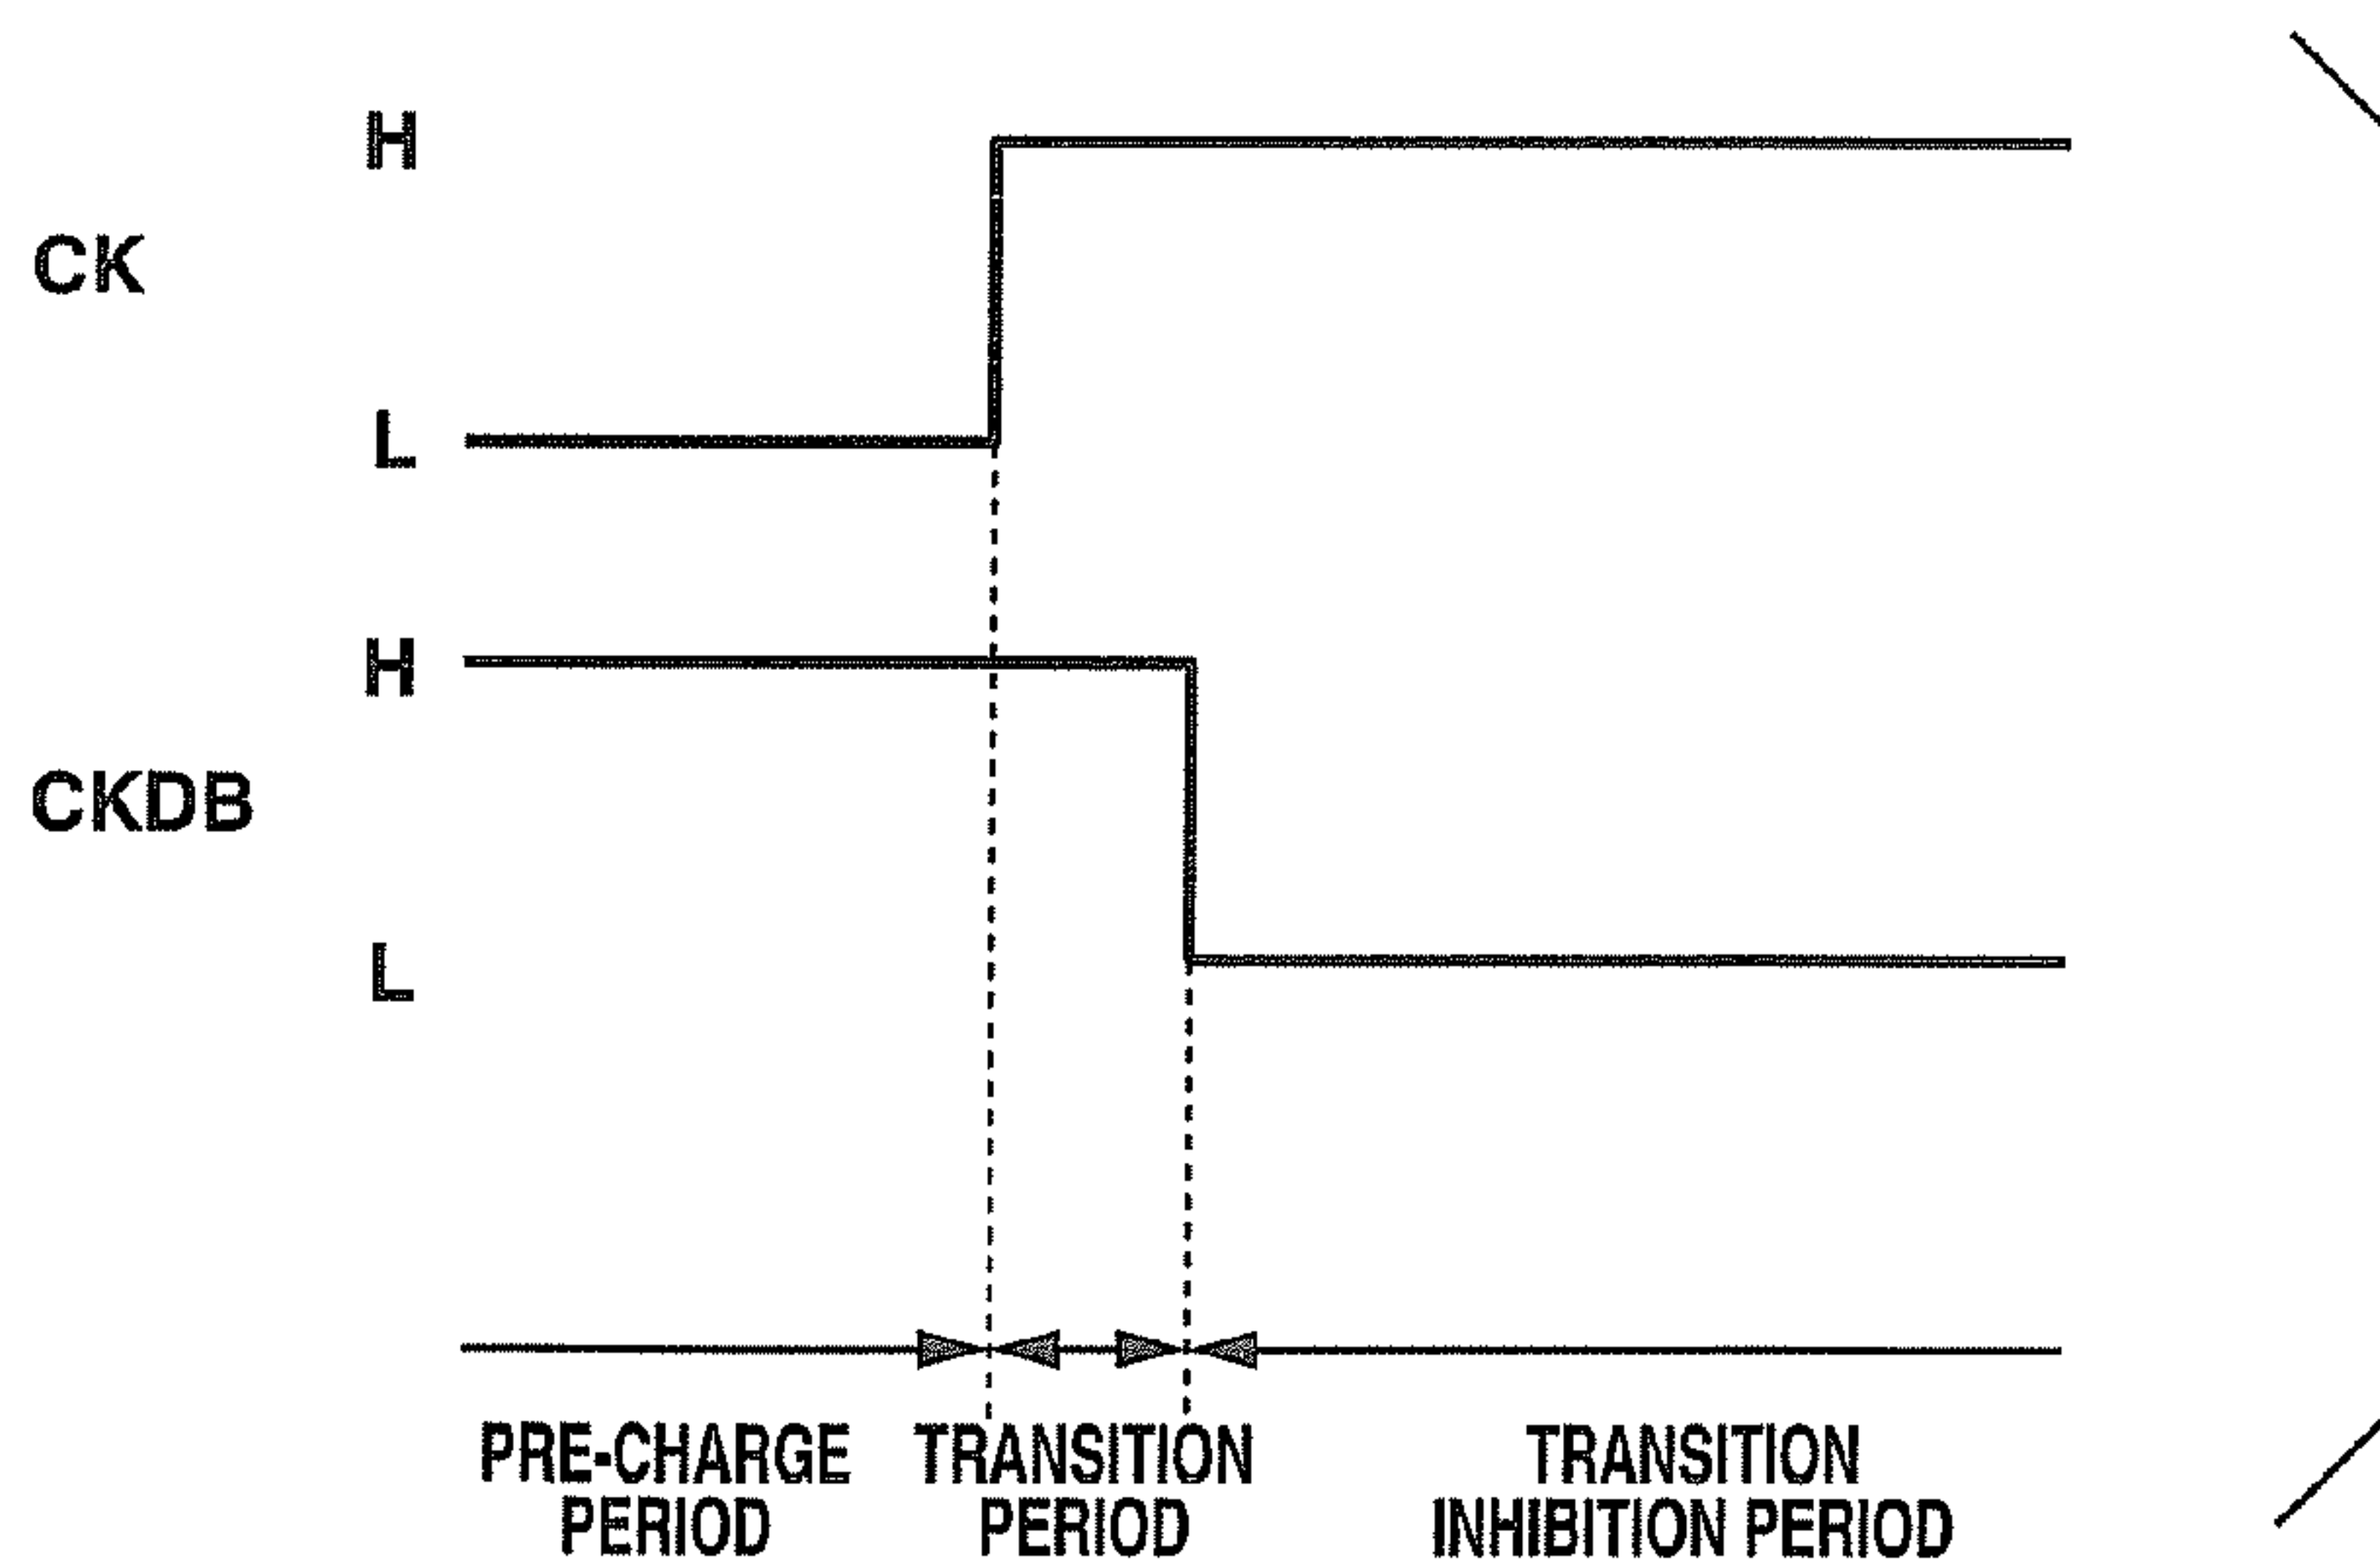 H
CK
L
H
CKDB
L
PRE-CHARGE
PERIOD
TRANSITION
PERIOD
TRANSITION
INHIBITION PERIOD